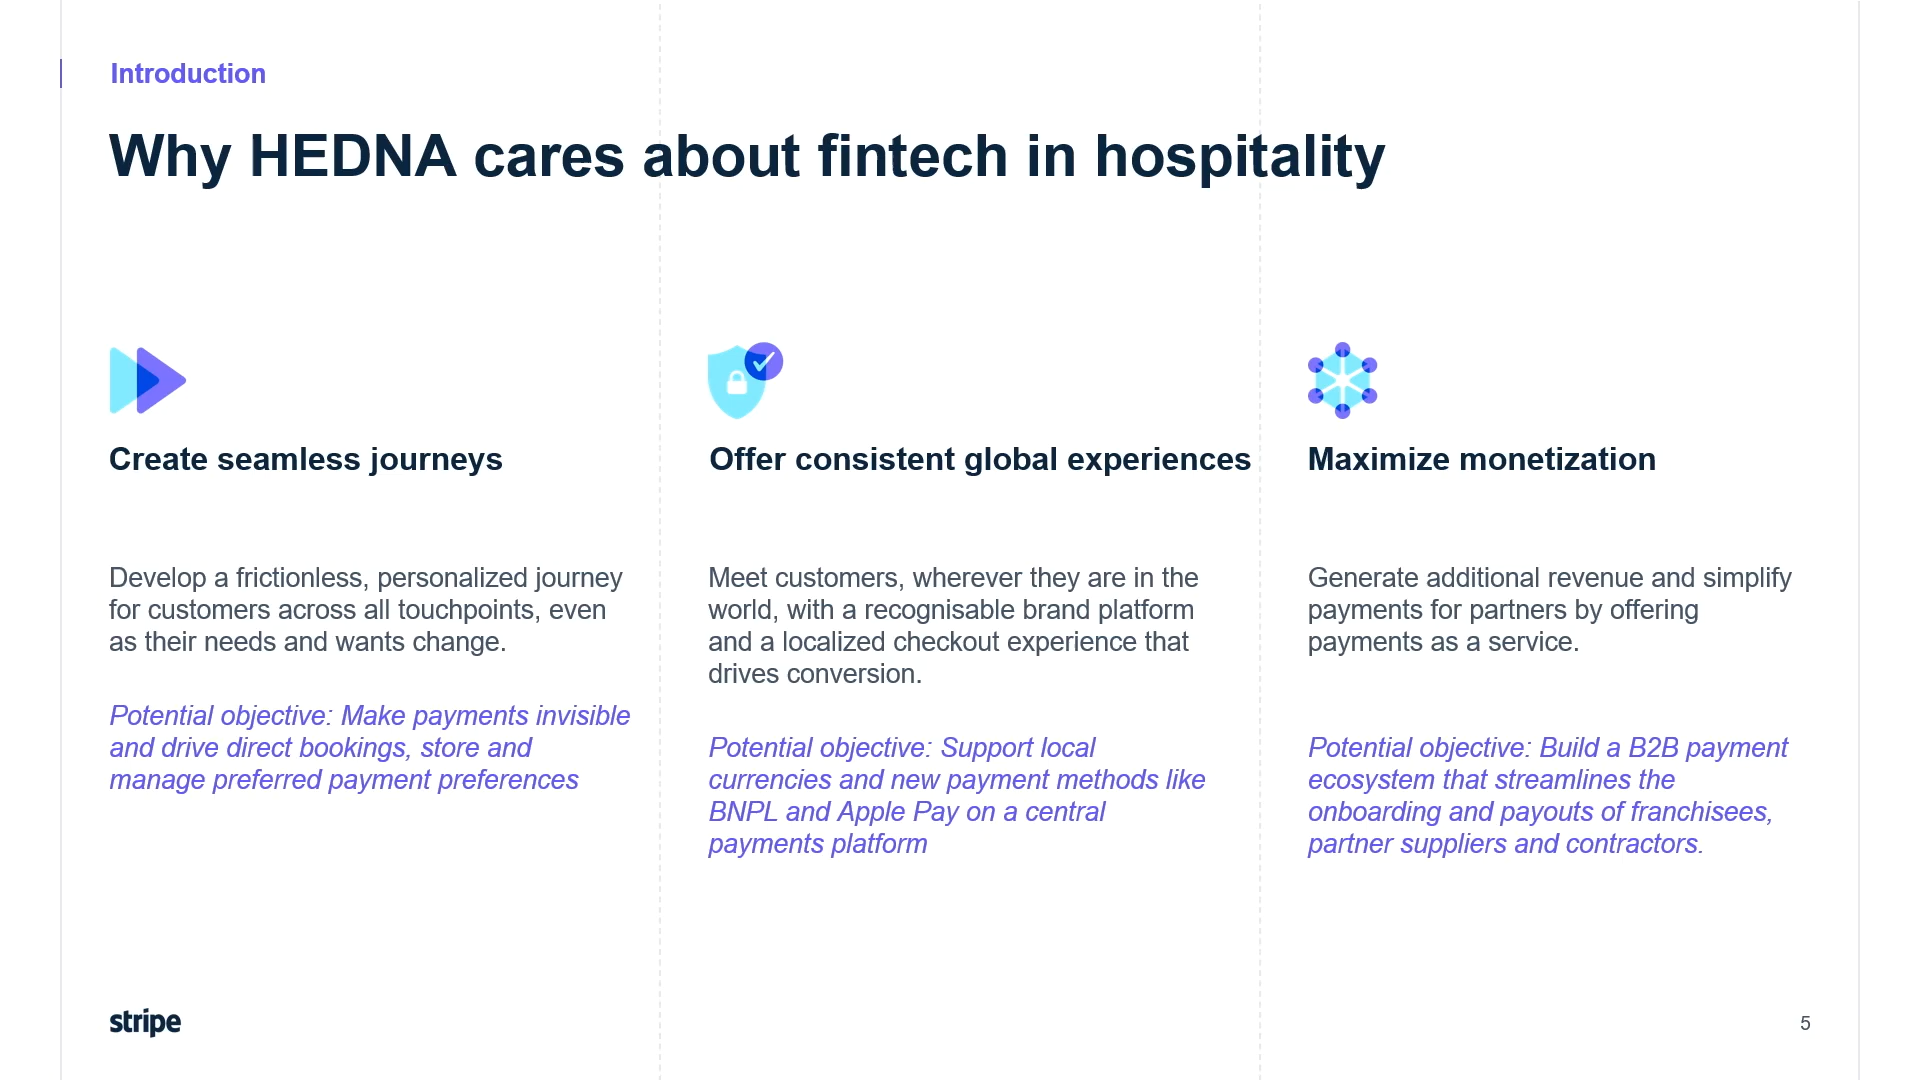 Introduction
Why HEDNA cares about fintech in hospitality
Create seamless journeys
Develop a frictionless, personalized journey
for customers across all touchpoints, even
as their needs and wants change.
Potential objective: Make payments invisible
and drive direct bookings, store and
manage preferred payment preferences
Offer consistent global experiences
Meet customers, wherever they are in the
world, with a recognisable brand platform
and a localized checkout experience that
drives conversion.
Potential objective: Support local
currencies and new payment methods like
BNPL and Apple Pay on a central
payments platform
Maximize monetization
Generate additional revenue and simplify
payments for partners by offering
payments as a service.
Potential objective: Build a B2B payment
ecosystem that streamlines the
onboarding and payouts of franchisees,
partner suppliers and contractors.
stripe
5